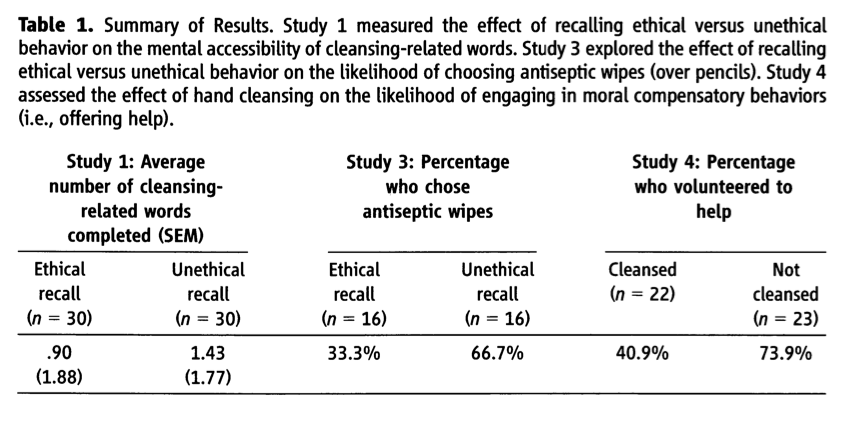 Table 1. Summary of Results. Study 1 measured the effect of recalling ethical versus unethical
behavior on the mental accessibility of cleansing-related words. Study 3 explored the effect of recalling
ethical versus unethical behavior on the likelihood of choosing antiseptic wipes (over pencils). Study 4
assessed the effect of hand cleansing on the likelihood of engaging in moral compensatory behaviors
(i.e., offering help).
Study 1: Average
number of cleansing-
related words
completed (SEM)
Study 3: Percentage
who chose
antiseptic wipes
Study 4: Percentage
who volunteered to
help
Ethical
recall
(n = 30)
Unethical
recall
(n = 30)
Ethical
recall
(n = 16)
Unethical
recall
(n = 16)
Cleansed
(n = 22)
Not
cleansed
(n = 23)
.90
(1.88)
1.43
(1.77)
33.3%
66.7%
40.9%
73.9%